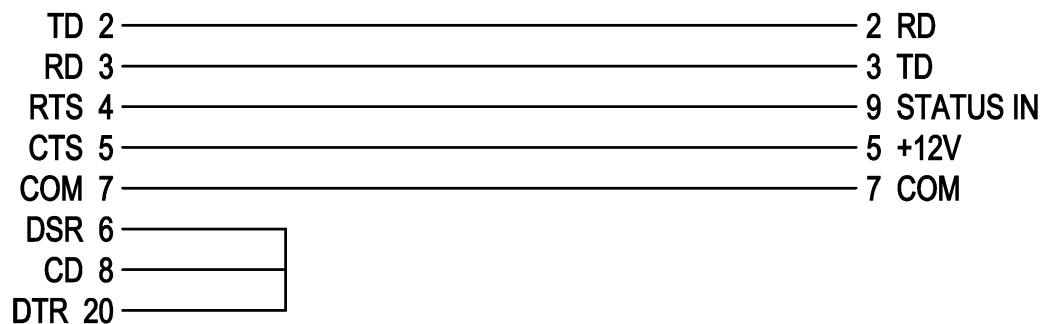 TD 2 2 RD
RD 3 3 TD
RTS 4 9 STATUS IN
CTS 5 5 +12V
COM 7 7 COM
DSR 6
CD 8
DTR 20